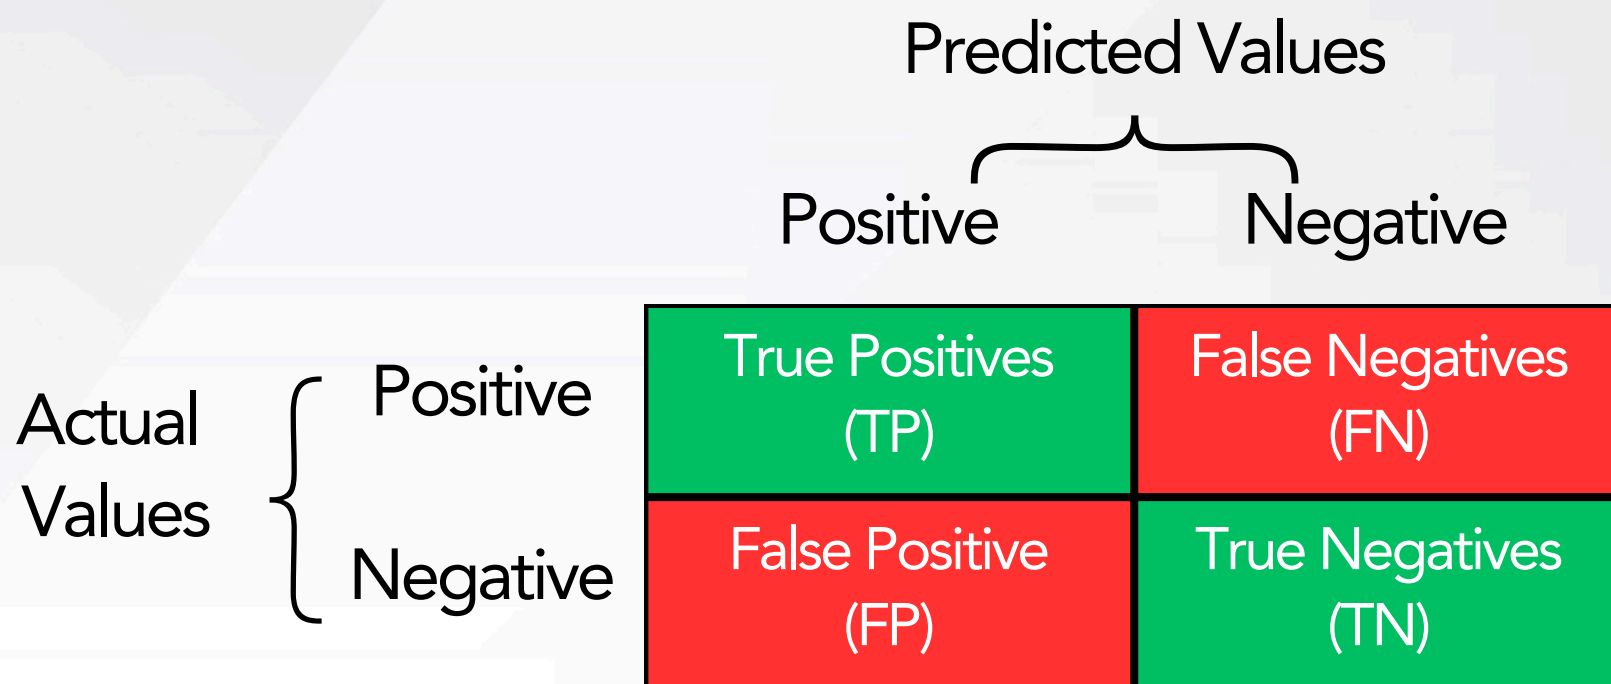 Predicted Values
Positive
Negative
Actual
Values
Positive
Negative
True Positives
(TP)
False Negatives
(FN)
False Positive
(FP)
True Negatives
(TN)